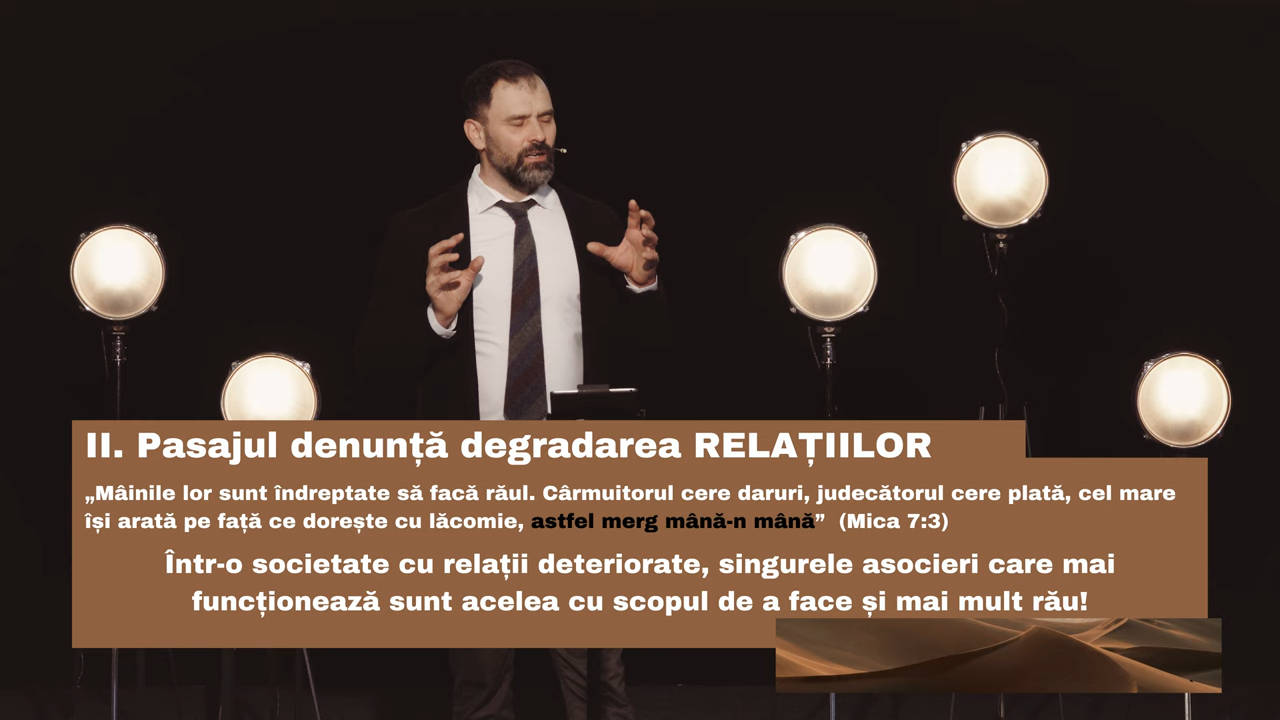 II. Pasajul denunță degradarea RELAȚIILOR
„Mâinile lor sunt îndreptate să facă răul. Cârmuitorul cere daruri, judecătorul cere plată, cel mare
își arată pe față ce dorește cu lăcomie, astfel merg mână-n mână” (Mica 7:3)
Într-o societate cu relații deteriorate, singurele asocieri care mai
funcționează sunt acelea cu scopul de a face și mai mult rău!